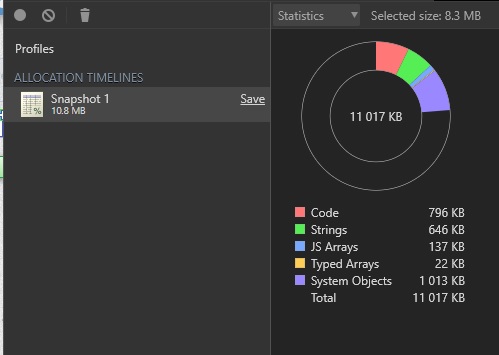 Statistics ▼ Selected size: 8.3 MB
Profiles
ALLOCATION TIMELINES
Snapshot 1 Save
10.8 MB
%
11 017 KB
Code 796 KB
Strings 646 KB
JS Arrays 137 KB
Typed Arrays 22 KB
System Objects 1 013 KB
Total 11 017 KB